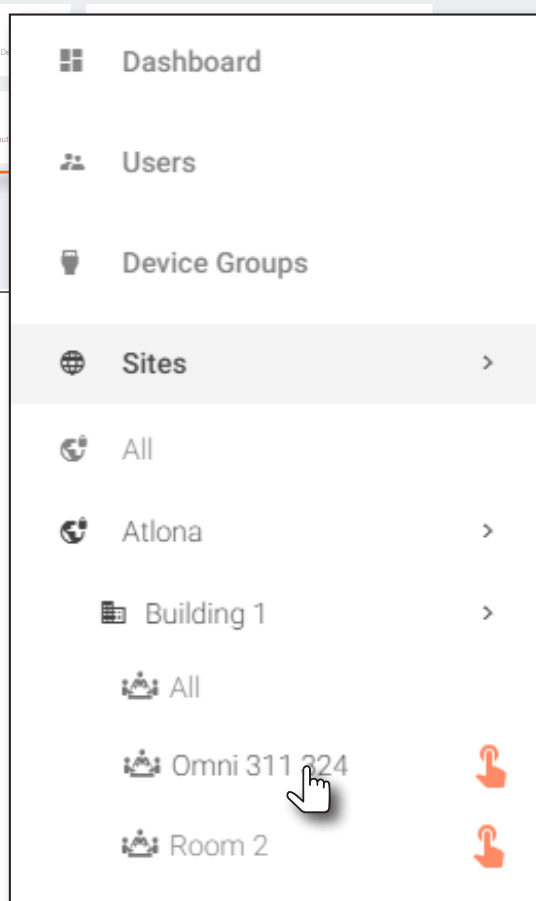 Dashboard
Users
Device Groups
Sites
All
Atlona
Building 1
All
Omni 311 324
Room 2